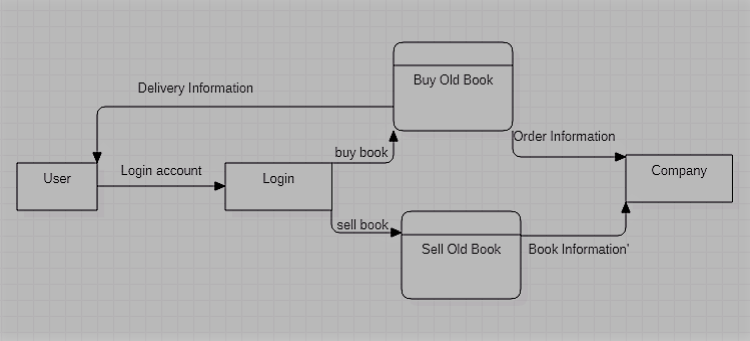 Buy Old Book
Delivery Information
Order Information
buy book
Login account
User
Login
Company
sell book
Sell Old Book
Book Information'